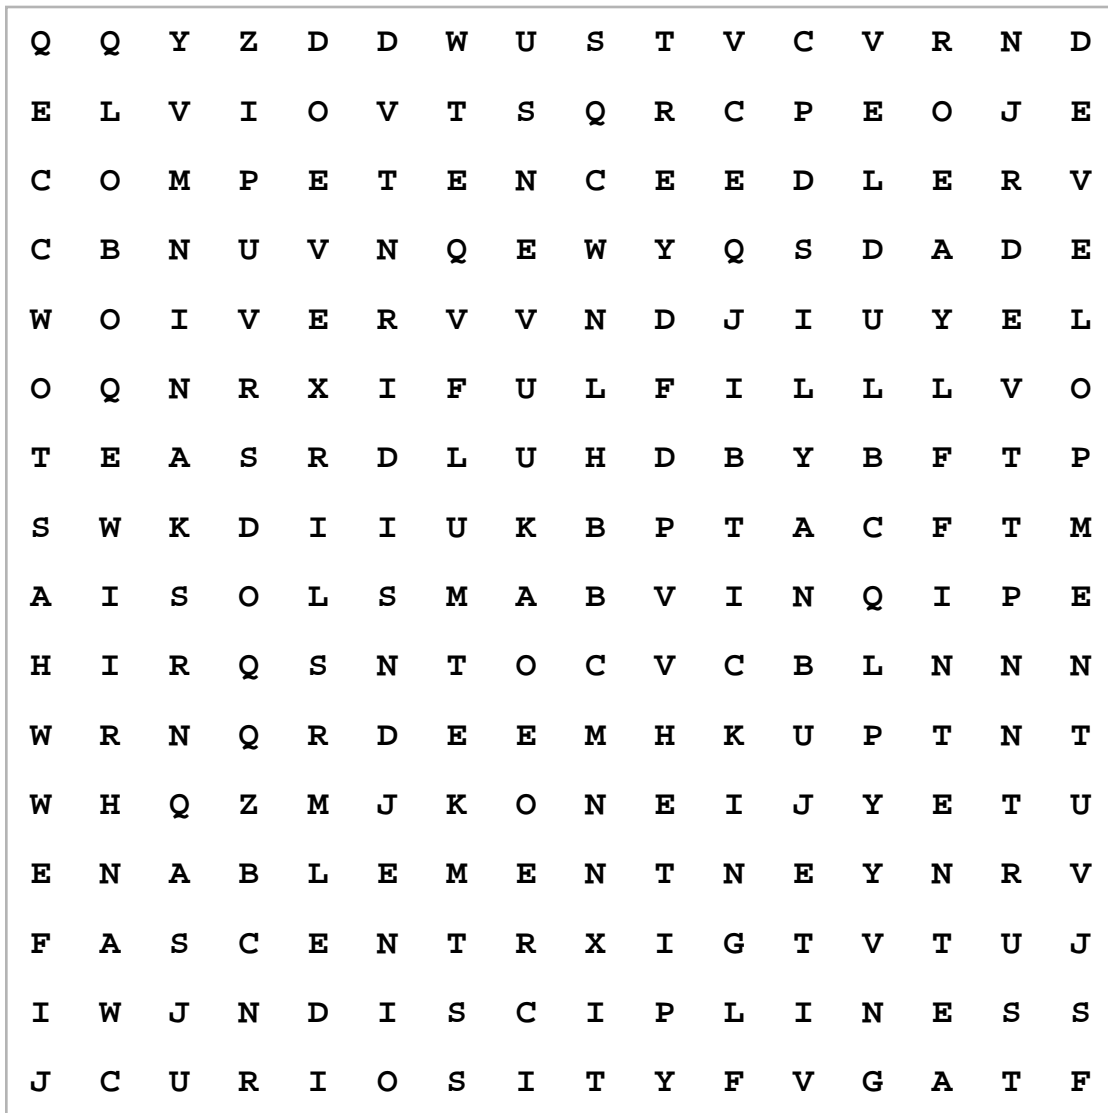 Q Q Y Z D D W U S T V C V R N D
E L V I O V T S Q R C P E O J E
C O M P E T E N C E E D L E R V
C B N U V N Q E W Y Q S D A D E
W O I V E R V V N D J I U Y E L
O Q N R X I F U L F I L L L V O
T E A S R D L U H D B Y B F T P
S W K D I I U K B P T A C F T M
A I S O L S M A B V I N Q I P E
H I R Q S N T O C V C B L N N N
W R N Q R D E E M H K U P T N T
W H Q Z M J K O N E I J Y E T U
E N A B L E M E N T N E Y N R V
F A S C E N T R X I G T V T U J
I W J N D I S C I P L I N E S S
J C U R I O S I T Y F V G A T F